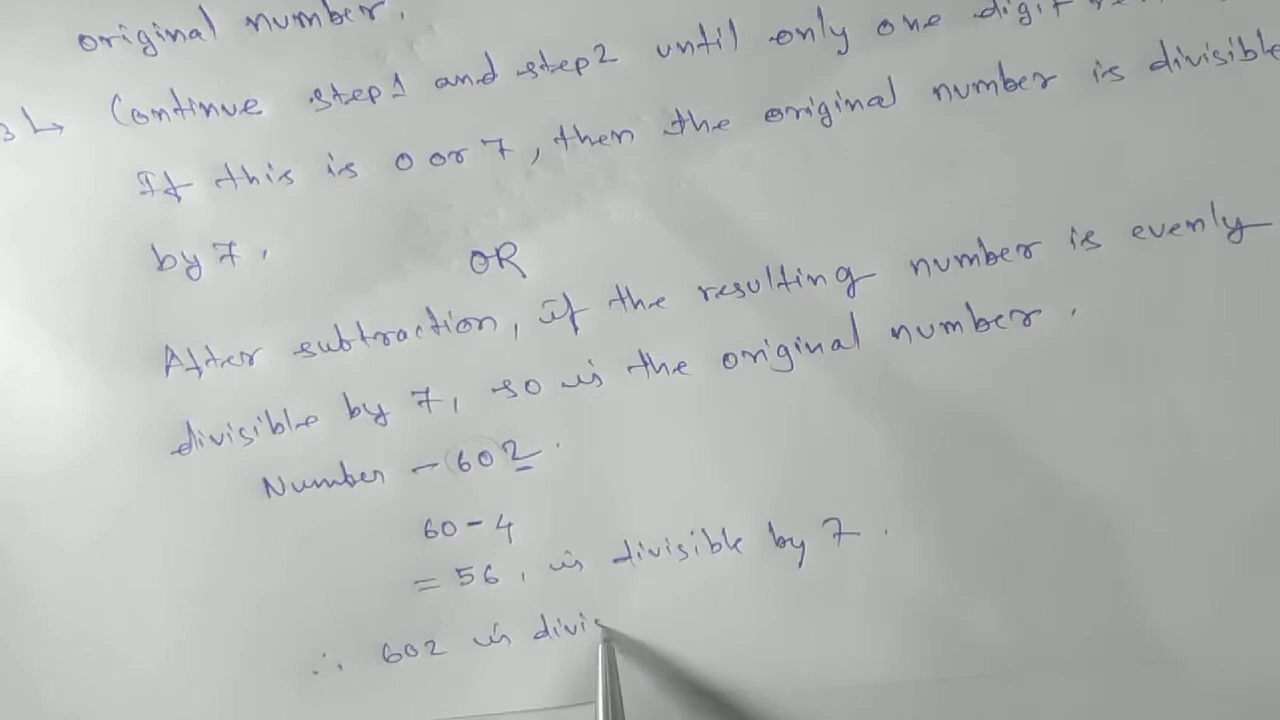 original number.
3 ↳ Continue step1 and step2 until only one digit
If this is 0 or 7, then the original number is divisible
by 7.
OR
After subtraction, if the resulting number is evenly
divisible by 7, so is the original number.
Number - 602.
60 - 4
= 56, is divisible by 7.
∴ 602 is divis